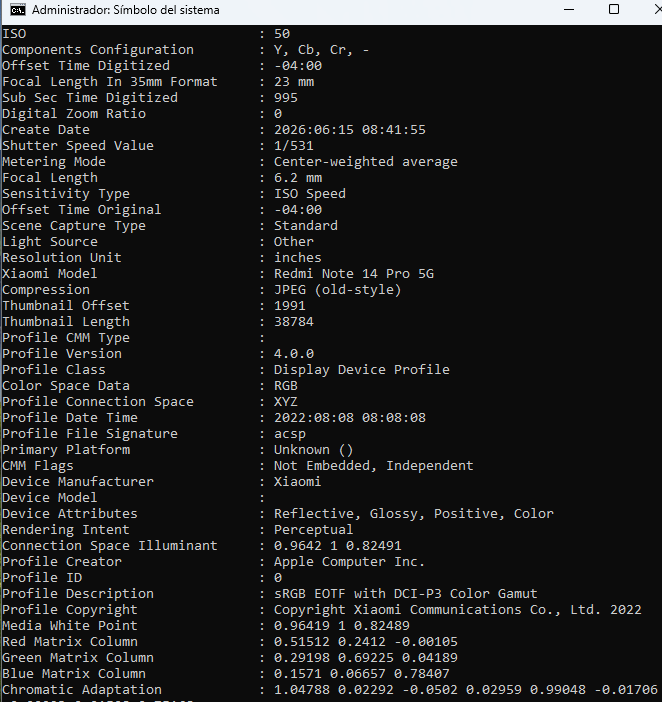 Administrador: Símbolo del sistema
ISO : 50
Components Configuration : Y, Cb, Cr, -
Offset Time Digitized : -04:00
Focal Length In 35mm Format : 23 mm
Sub Sec Time Digitized : 995
Digital Zoom Ratio : 0
Create Date : 2026:06:15 08:41:55
Shutter Speed Value : 1/531
Metering Mode : Center-weighted average
Focal Length : 6.2 mm
Sensitivity Type : ISO Speed
Offset Time Original : -04:00
Scene Capture Type : Standard
Light Source : Other
Resolution Unit : inches
Xiaomi Model : Redmi Note 14 Pro 5G
Compression : JPEG (old-style)
Thumbnail Offset : 1991
Thumbnail Length : 38784
Profile CMM Type :
Profile Version : 4.0.0
Profile Class : Display Device Profile
Color Space Data : RGB
Profile Connection Space : XYZ
Profile Date Time : 2022:08:08 08:08:08
Profile File Signature : acsp
Primary Platform : Unknown ()
CMM Flags : Not Embedded, Independent
Device Manufacturer : Xiaomi
Device Model :
Device Attributes : Reflective, Glossy, Positive, Color
Rendering Intent : Perceptual
Connection Space Illuminant : 0.9642 1 0.82491
Profile Creator : Apple Computer Inc.
Profile ID : 0
Profile Description : sRGB EOTF with DCI-P3 Color Gamut
Profile Copyright : Copyright Xiaomi Communications Co., Ltd. 2022
Media White Point : 0.96419 1 0.82489
Red Matrix Column : 0.51512 0.2412 -0.00105
Green Matrix Column : 0.29198 0.69225 0.04189
Blue Matrix Column : 0.1571 0.06657 0.78407
Chromatic Adaptation : 1.04788 0.02292 -0.0502 0.02959 0.99048 -0.01706